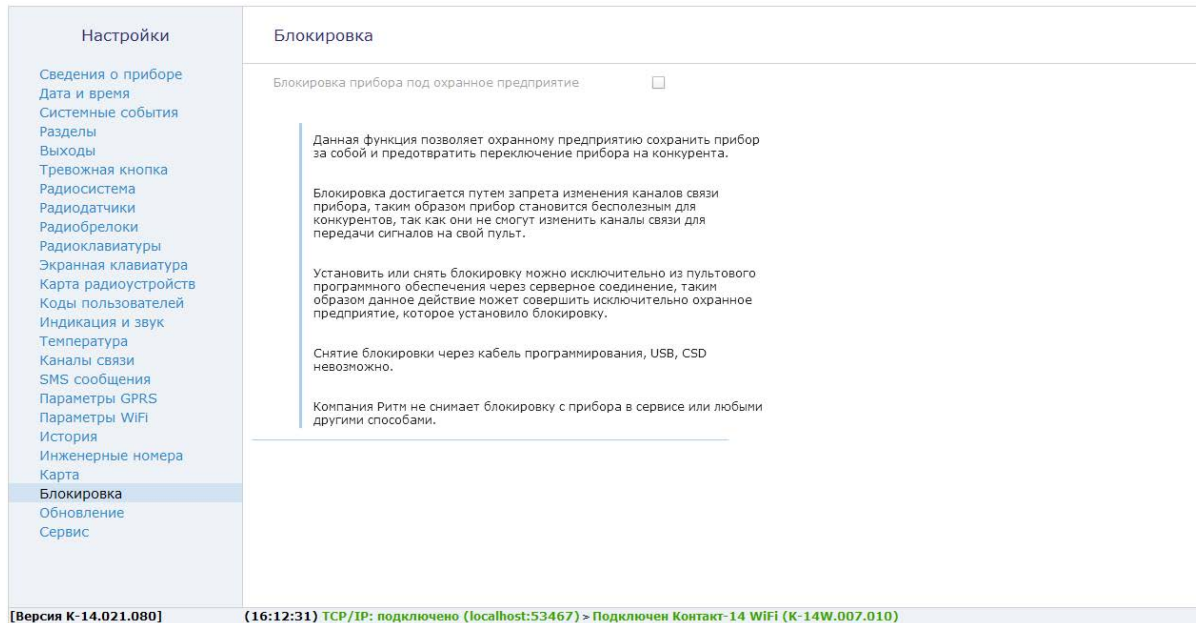 Настройки
Сведения о приборе
Дата и время
Системные события
Разделы
Выходы
Тревожная кнопка
Радиосистема
Радиодатчики
Радиобрелоки
Радиоклавиатуры
Экранная клавиатура
Карта радиоустройств
Коды пользователей
Индикация и звук
Температура
Каналы связи
SMS сообщения
Параметры GPRS
Параметры WiFi
История
Инженерные номера
Карта
Блокировка
Обновление
Сервис
Блокировка
Блокировка прибора под охранное предприятие
Данная функция позволяет охранному предприятию сохранить прибор
за собой и предотвратить переключение прибора на конкурента.
Блокировка достигается путем запрета изменения каналов связи
прибора, таким образом прибор становится бесполезным для
конкурентов, так как они не смогут изменить каналы связи для
передачи сигналов на свой пульт.
Установить или снять блокировку можно исключительно из пультового
программного обеспечения через серверное соединение, таким
образом данное действие может совершить исключительно охранное
предприятие, которое установило блокировку.
Снятие блокировки через кабель программирования, USB, CSD
невозможно.
Компания Ритм не снимает блокировку с прибора в сервисе или любыми
другими способами.
[Версия K-14.021.080]
(16:12:31) TCP/IP: подключено (localhost:53467) > Подключен Контакт-14 WiFi (K-14W.007.010)